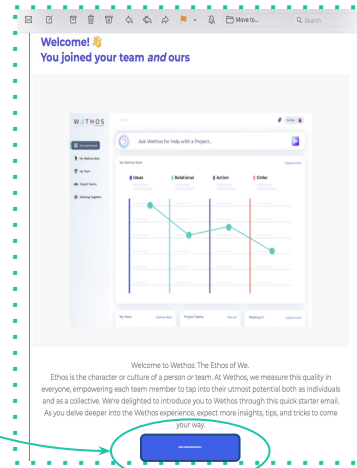 Move to...
Search
Welcome! 👋
You joined your team and ours
WETHOS
Ask Wethos for help with a Project...
My Dashboard
My Wethos Style
My Team
Project Teams
Working Together
My Wethos Style
Ideas
Relational
Action
Order
My Team
Project Teams
Welcome to Wethos: The Ethos of We.
Ethos is the character or culture of a person or team. At Wethos, we measure this quality in
everyone, empowering each team member to tap into their utmost potential both as individuals
and as a collective. We're delighted to introduce you to Wethos through this quick starter email.
As you delve deeper into the Wethos experience, expect more insights, tips, and tricks to come
your way.